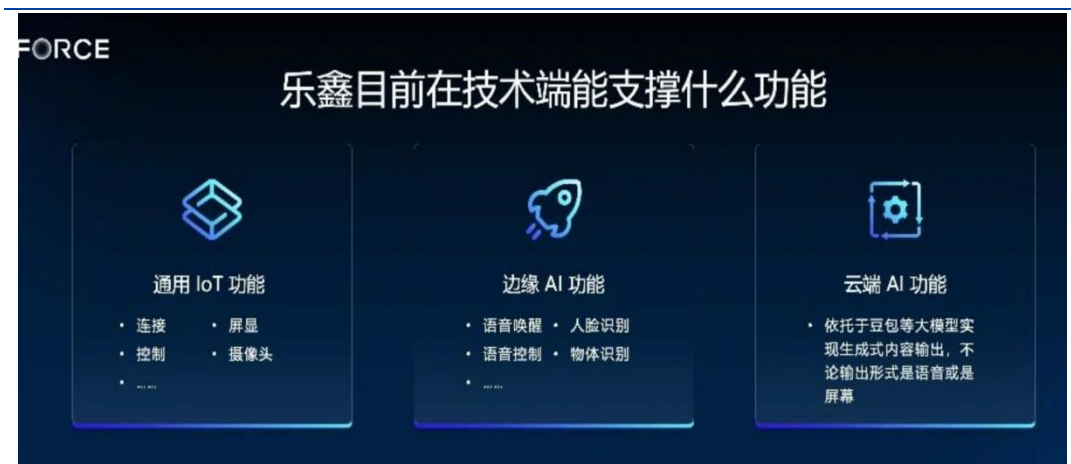 FORCE
乐鑫目前在技术端能支撑什么功能
通用 IoT 功能
• 连接 • 屏显
• 控制 • 摄像头
• ……
边缘 AI 功能
• 语音唤醒 • 人脸识别
• 语音控制 • 物体识别
• ……
云端 AI 功能
• 依托于豆包等大模型实
现生成式内容输出，不
论输出形式是语音或是
屏幕